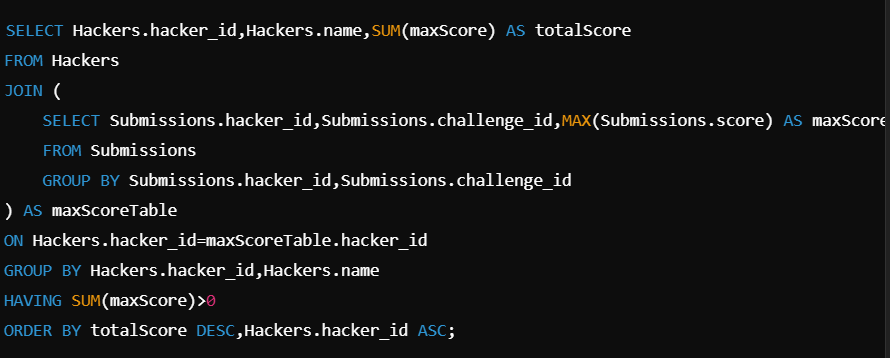 SELECT Hackers.hacker_id,Hackers.name,SUM(maxScore) AS totalScore
FROM Hackers
JOIN (
    SELECT Submissions.hacker_id,Submissions.challenge_id,MAX(Submissions.score) AS maxScore
    FROM Submissions
    GROUP BY Submissions.hacker_id,Submissions.challenge_id
) AS maxScoreTable
ON Hackers.hacker_id=maxScoreTable.hacker_id
GROUP BY Hackers.hacker_id,Hackers.name
HAVING SUM(maxScore)>0
ORDER BY totalScore DESC,Hackers.hacker_id ASC;